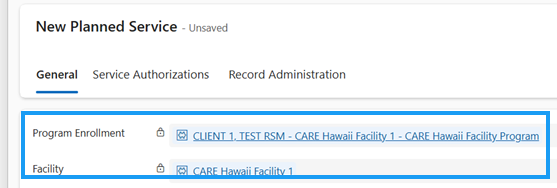 New Planned Service - Unsaved
General Service Authorizations Record Administration
Program Enrollment CLIENT 1, TEST RSM - CARE Hawaii Facility 1 - CARE Hawaii Facility Program
Facility CARE Hawaii Facility 1